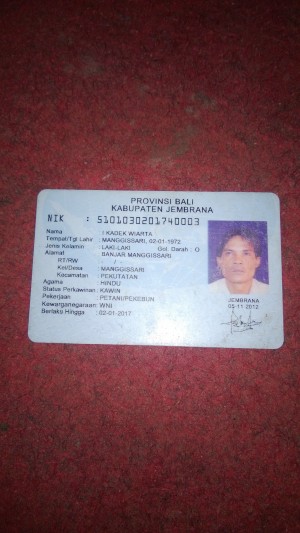 PROVINSI BALI
KABUPATEN JEMBRANA
NIK : 5101030201740003
Nama : I KADEK WIARTA
Tempat/Tgl Lahir : MANGGISSARI, 02-01-1972
Jenis Kelamin : LAKI-LAKI Gol. Darah : O
Alamat : BANJAR MANGGISSARI
RT/RW : /
Kel/Desa : MANGGISSARI
Kecamatan : PEKUTATAN
Agama : HINDU
Status Perkawinan : KAWIN
Pekerjaan : PETANI/PEKEBUN
Kewarganegaraan : WNI
Berlaku Hingga : 02-01-2017
JEMBRANA
05-11-2012